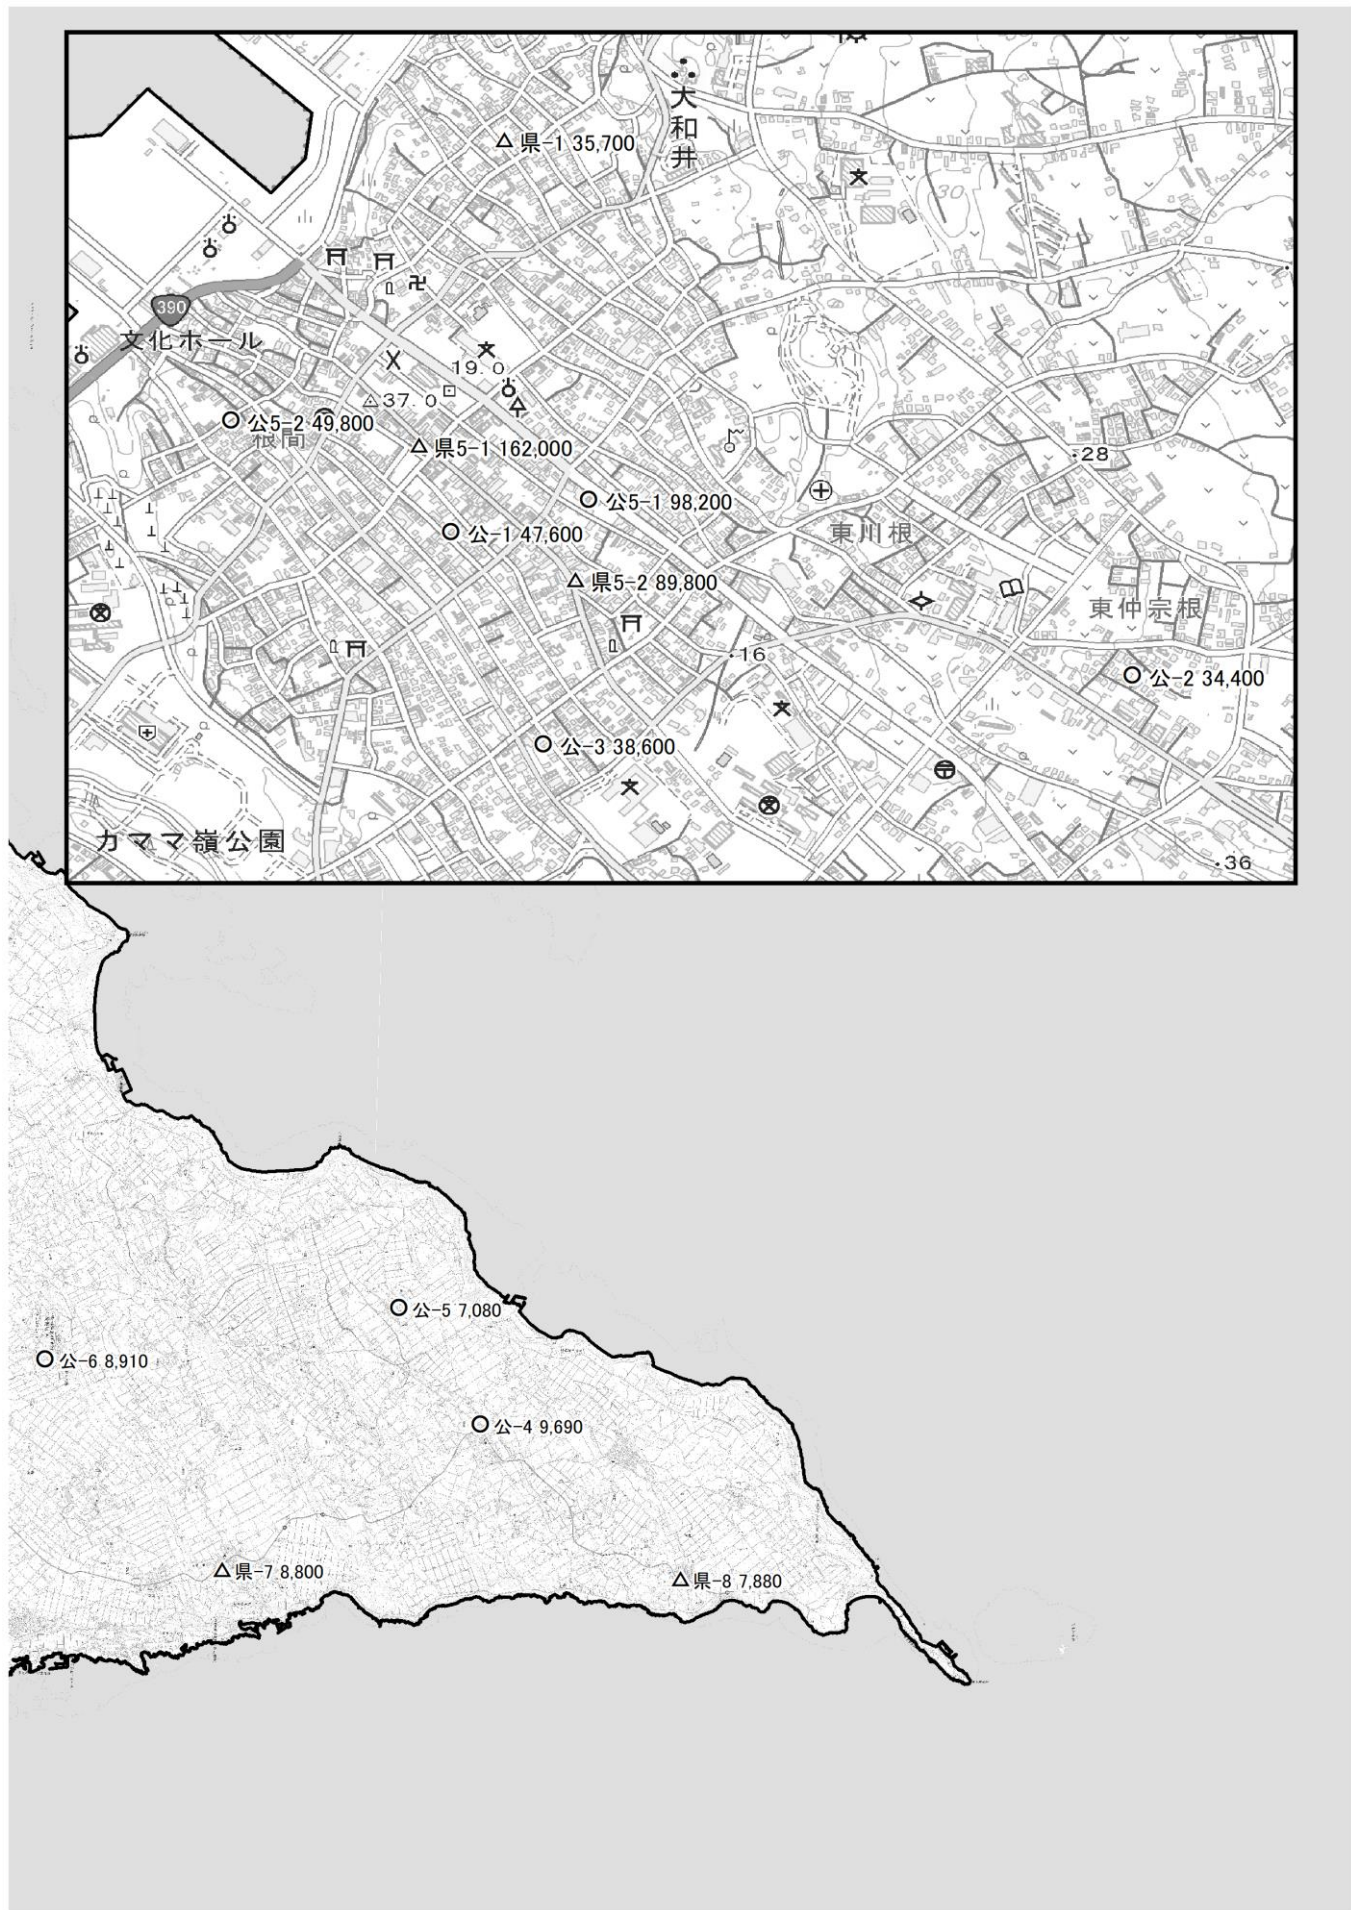 大和井
県-1 35,700
30
390
文化ホール
19.0
37.0
公5-2 49,800
根間
県5-1 162,000
28
公5-1 98,200
公-1 47,600
東川根
県5-2 89,800
東仲宗根
16
公-2 34,400
公-3 38,600
カママ嶺公園
36
公-5 7,080
公-6 8,910
公-4 9,690
県-7 8,800
県-8 7,880